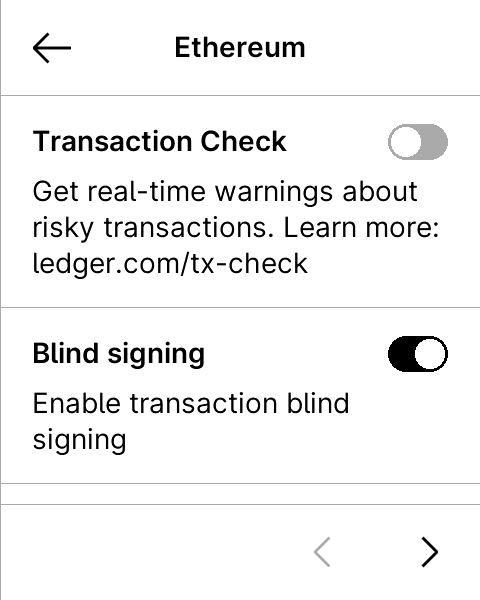 Ethereum
Transaction Check
Get real-time warnings about
risky transactions. Learn more:
ledger.com/tx-check
Blind signing
Enable transaction blind
signing